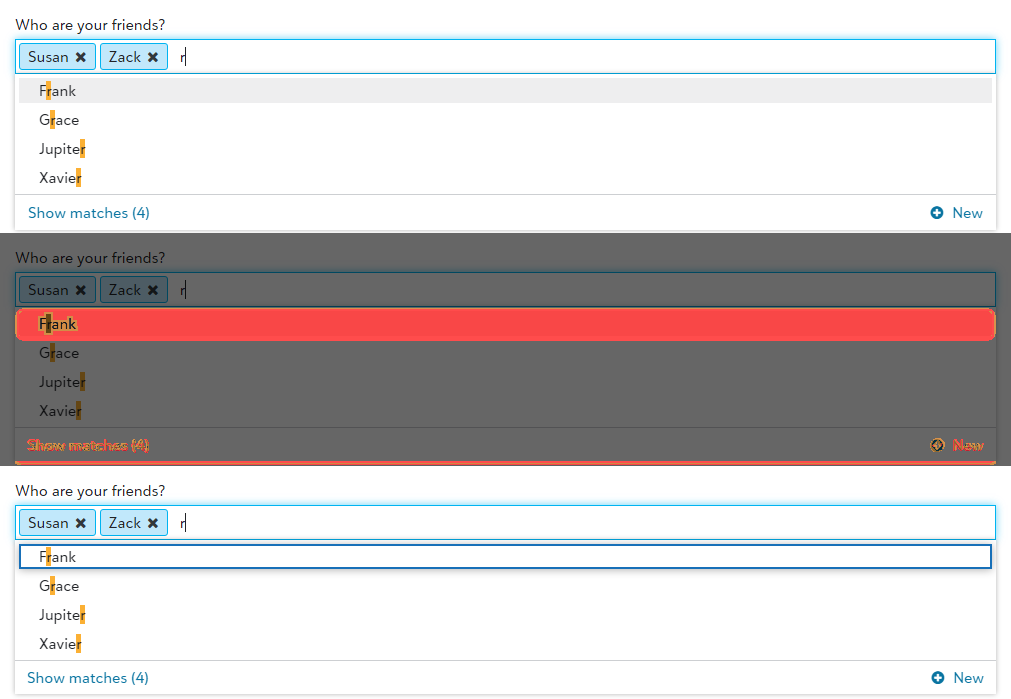 Who are your friends?
Susan Zack r
Frank
Grace
Jupiter
Xavier
Show matches (4) New
Who are your friends?
Susan Zack r
Frank
Grace
Jupiter
Xavier
Show matches (4) New
Who are your friends?
Susan Zack r
Frank
Grace
Jupiter
Xavier
Show matches (4) New